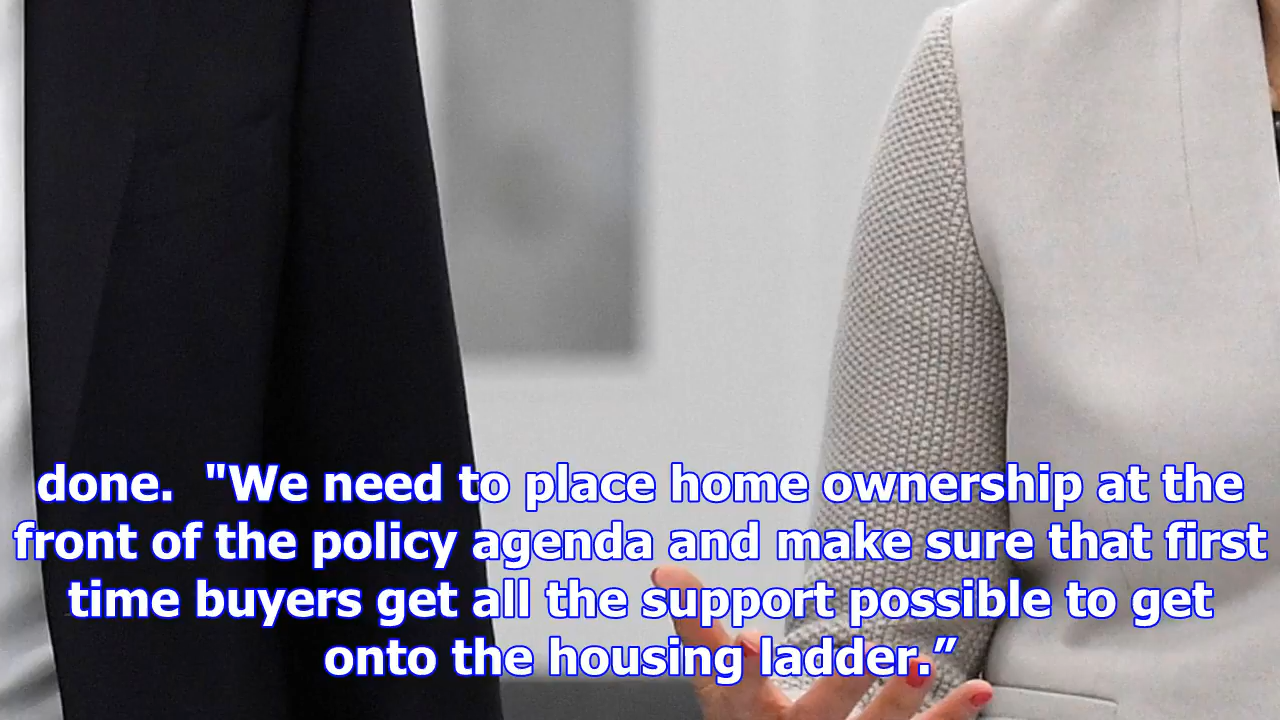 done.  "We need to place home ownership at the
front of the policy agenda and make sure that first
time buyers get all the support possible to get
onto the housing ladder.”